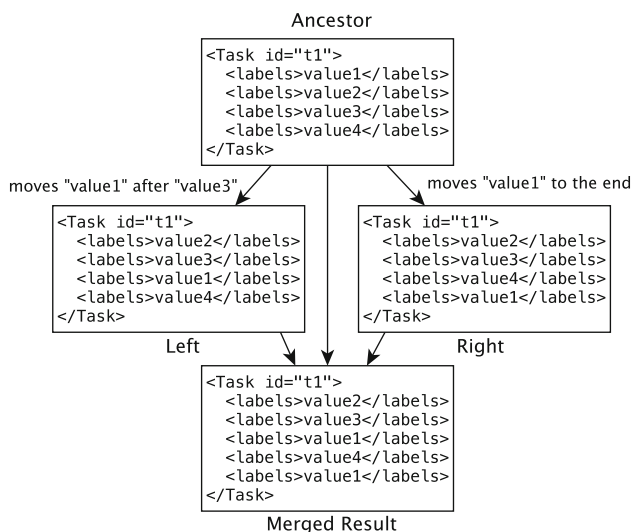 Ancestor
<Task id="t1">
  <labels>value1</labels>
  <labels>value2</labels>
  <labels>value3</labels>
  <labels>value4</labels>
</Task>
moves "value1" after "value3"
moves "value1" to the end
<Task id="t1">
  <labels>value2</labels>
  <labels>value3</labels>
  <labels>value1</labels>
  <labels>value4</labels>
</Task>
Left
<Task id="t1">
  <labels>value2</labels>
  <labels>value3</labels>
  <labels>value4</labels>
  <labels>value1</labels>
</Task>
Right
<Task id="t1">
  <labels>value2</labels>
  <labels>value3</labels>
  <labels>value1</labels>
  <labels>value4</labels>
  <labels>value1</labels>
</Task>
Merged Result